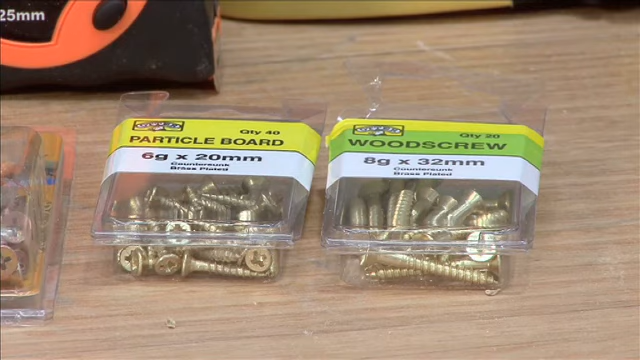 25mm
Qty 40
PARTICLE BOARD
6g x 20mm
Countersunk
Brass Plated
Qty 20
WOODSCREW
8g x 32mm
Countersunk
Brass Plated